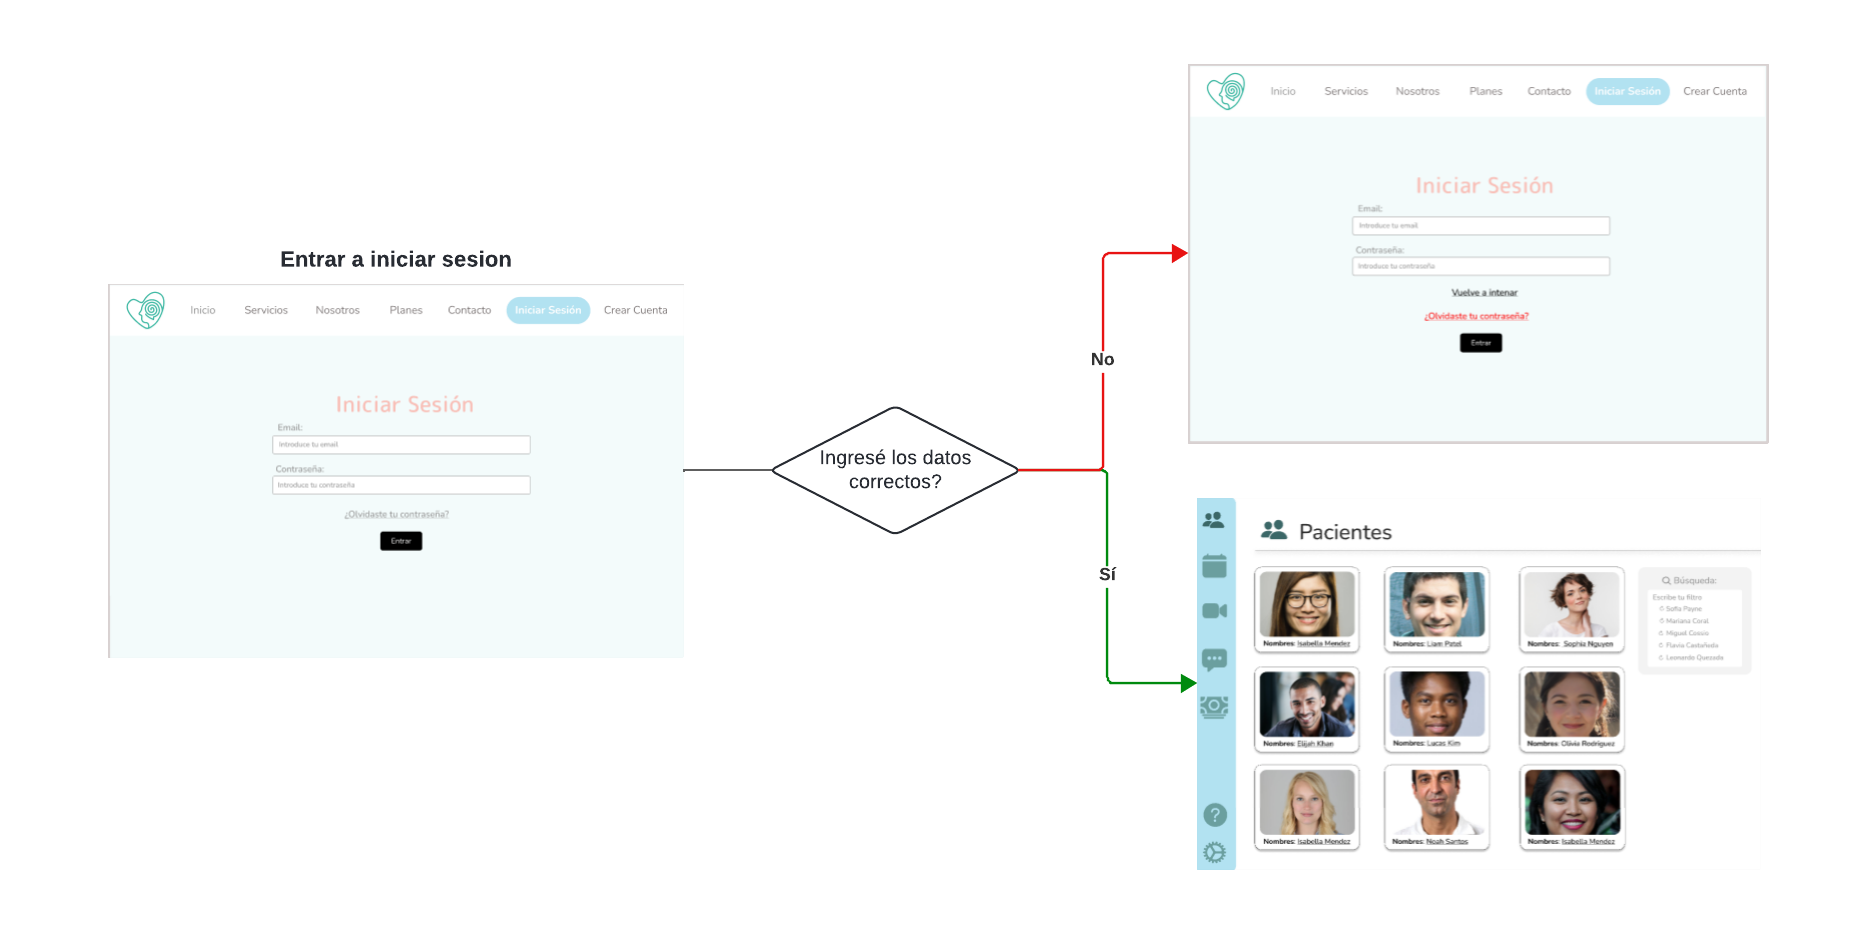 Entrar a iniciar sesion
Inicio Servicios Nosotros Planes Contacto Iniciar Sesión Crear Cuenta
Iniciar Sesión
Email:
Introduce tu email
Contraseña:
Introduce tu contraseña
¿Olvidaste tu contraseña?
Entrar
Ingresé los datos
correctos?
No
Sí
Inicio Servicios Nosotros Planes Contacto Iniciar Sesión Crear Cuenta
Iniciar Sesión
Email:
Introduce tu email
Contraseña:
Introduce tu contraseña
Vuelve a intenar
¿Olvidaste tu contraseña?
Entrar
Pacientes
Nombres: Isabella Mendez
Nombres: Liam Patel
Nombres: Sophia Nguyen
Nombres: Elijah Khan
Nombres: Lucas Kim
Nombres: Olivia Rodriguez
Nombres: Isabella Mendez
Nombres: Noah Santos
Nombres: Isabella Mendez
Búsqueda:
Escribe tu filtro
Sofia Payne
Mariana Coral
Miguel Cossio
Flavia Castañeda
Leonardo Quezada